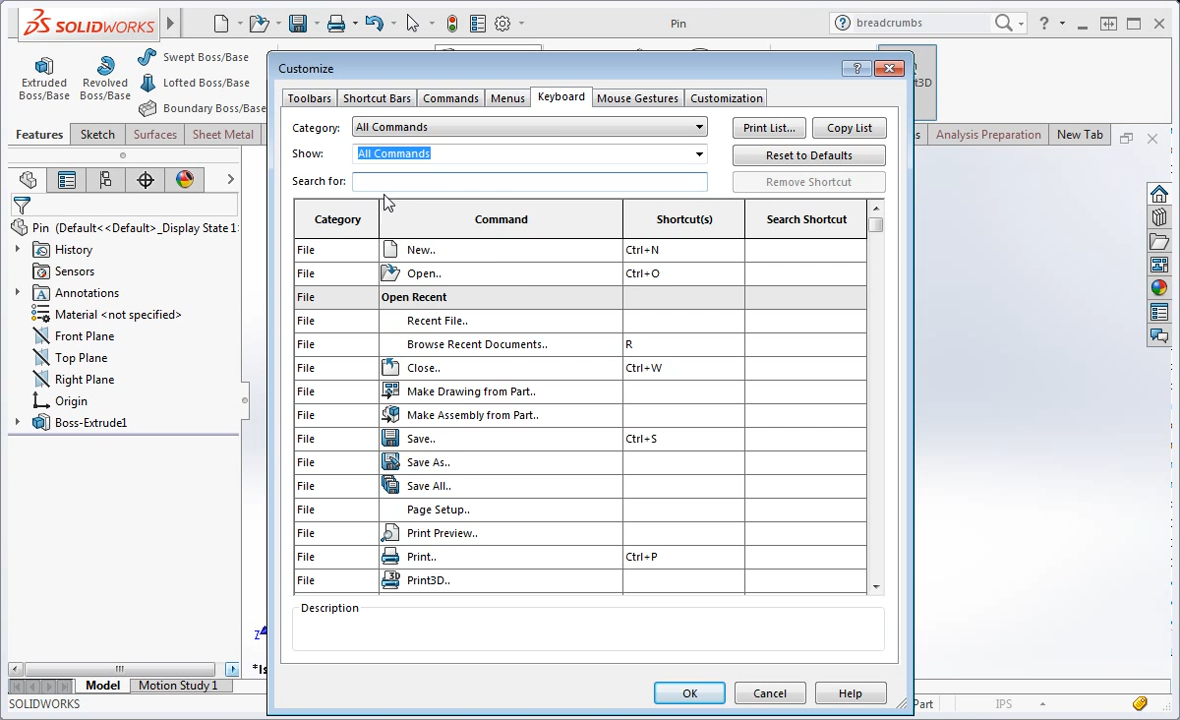 SOLIDWORKS
Pin
breadcrumbs
Extruded Boss/Base
Revolved Boss/Base
Swept Boss/Base
Lofted Boss/Base
Boundary Boss/Base
Features
Sketch
Surfaces
Sheet Metal
Analysis Preparation
New Tab
Pin (Default<<Default>_Display State 1
History
Sensors
Annotations
Material <not specified>
Front Plane
Top Plane
Right Plane
Origin
Boss-Extrude1
Customize
Toolbars
Shortcut Bars
Commands
Menus
Keyboard
Mouse Gestures
Customization
Category: All Commands
Print List...
Copy List
Show: All Commands
Reset to Defaults
Search for:
Remove Shortcut
Category Command Shortcut(s) Search Shortcut
File New.. Ctrl+N
File Open.. Ctrl+O
File Open Recent
File Recent File..
File Browse Recent Documents.. R
File Close.. Ctrl+W
File Make Drawing from Part..
File Make Assembly from Part..
File Save.. Ctrl+S
File Save As..
File Save All..
File Page Setup..
File Print Preview..
File Print.. Ctrl+P
File Print3D..
Description
OK
Cancel
Help
Model
Motion Study 1
SOLIDWORKS
Part
IPS